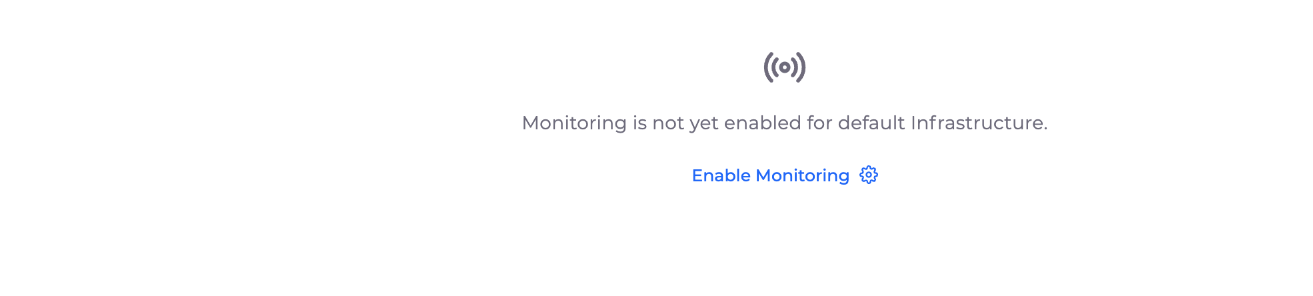 Monitoring is not yet enabled for default Infrastructure.
Enable Monitoring